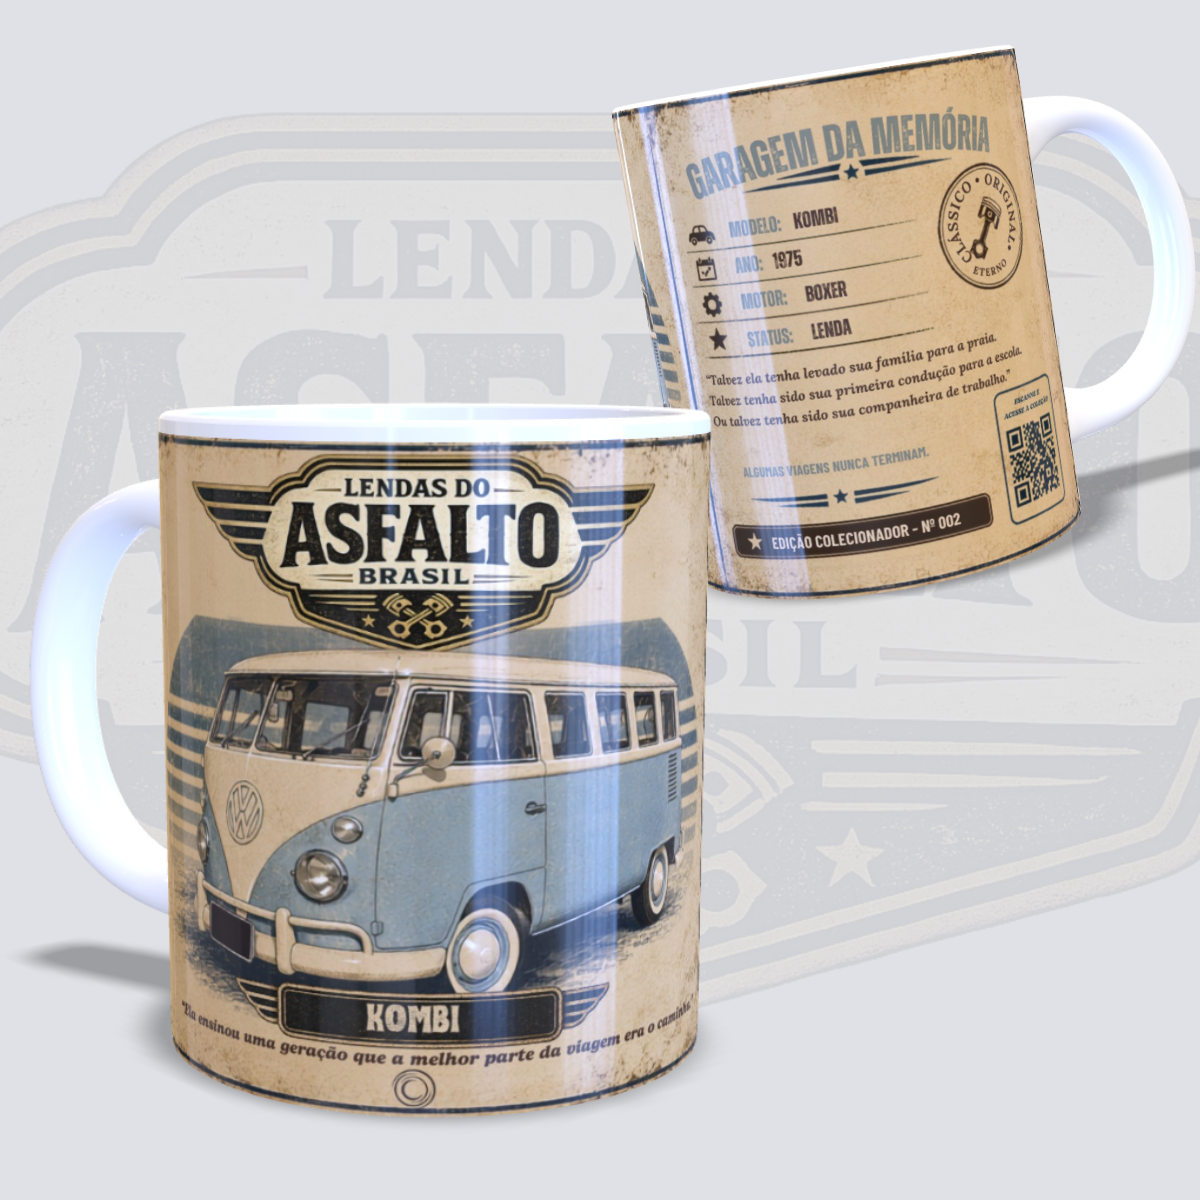 LENDAS DO
ASFALTO
BRASIL
KOMBI
"Ela ensinou uma geração que a melhor parte da viagem era o caminho."
GARAGEM DA MEMÓRIA
MODELO: KOMBI
ANO: 1975
MOTOR: BOXER
STATUS: LENDA
CLÁSSICO • ORIGINAL •
ETERNO
"Talvez ela tenha levado sua família para a praia.
Talvez tenha sido sua primeira condução para a escola.
Ou talvez tenha sido sua companheira de trabalho."
ALGUMAS VIAGENS NUNCA TERMINAM.
ESCANEIE E
ACESSE A COLEÇÃO
EDIÇÃO COLECIONADOR - Nº 002